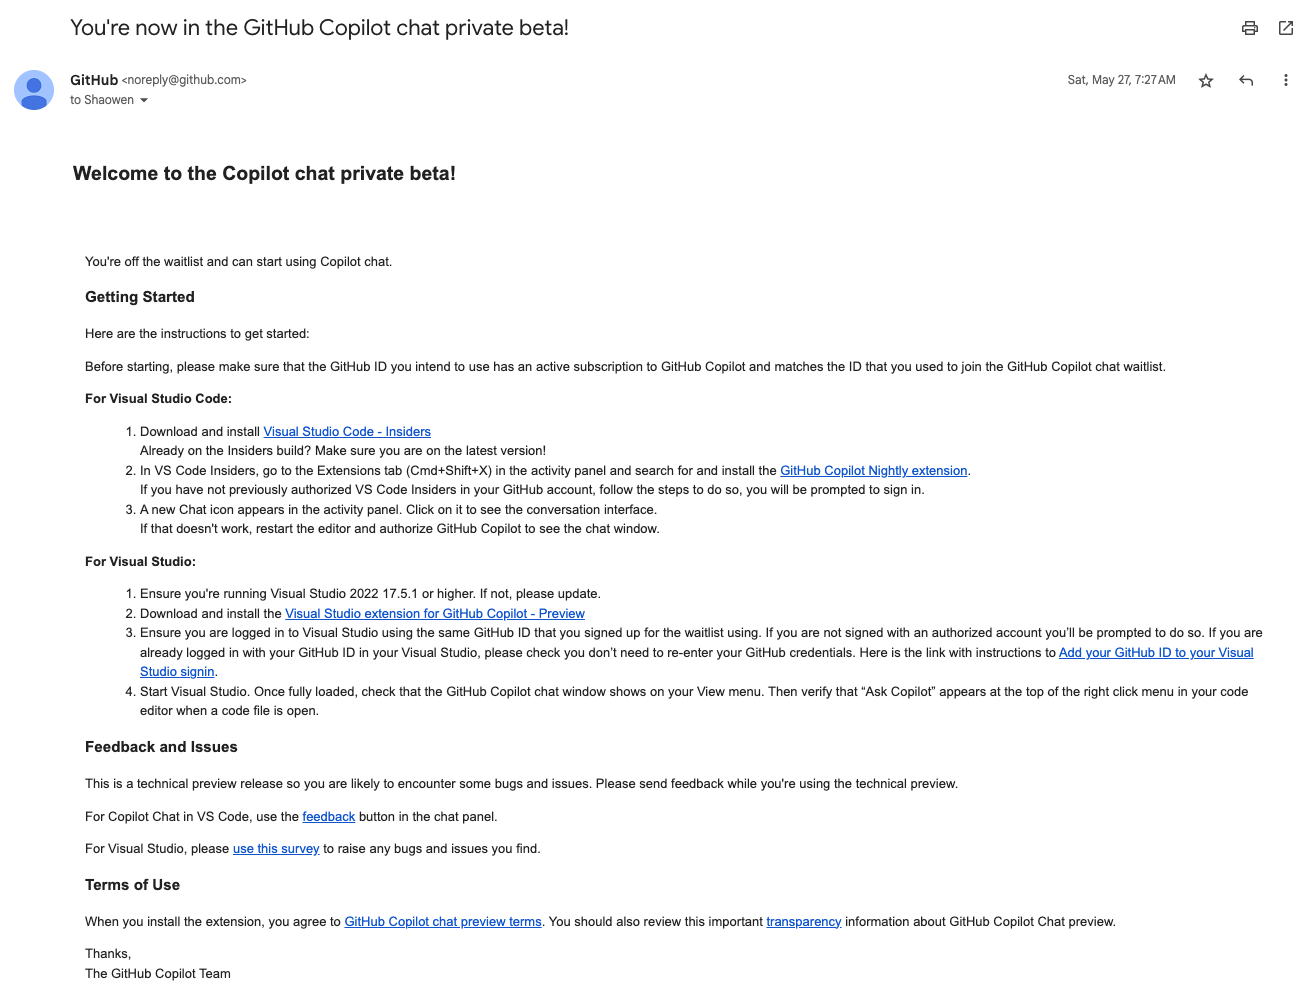 You're now in the GitHub Copilot chat private beta!
GitHub <noreply@github.com>
Sat, May 27, 7:27 AM
to Shaowen
Welcome to the Copilot chat private beta!
You're off the waitlist and can start using Copilot chat.
Getting Started
Here are the instructions to get started:
Before starting, please make sure that the GitHub ID you intend to use has an active subscription to GitHub Copilot and matches the ID that you used to join the GitHub Copilot chat waitlist.
For Visual Studio Code:
1. Download and install Visual Studio Code - Insiders
Already on the Insiders build? Make sure you are on the latest version!
2. In VS Code Insiders, go to the Extensions tab (Cmd+Shift+X) in the activity panel and search for and install the GitHub Copilot Nightly extension.
If you have not previously authorized VS Code Insiders in your GitHub account, follow the steps to do so, you will be prompted to sign in.
3. A new Chat icon appears in the activity panel. Click on it to see the conversation interface.
If that doesn't work, restart the editor and authorize GitHub Copilot to see the chat window.
For Visual Studio:
1. Ensure you're running Visual Studio 2022 17.5.1 or higher. If not, please update.
2. Download and install the Visual Studio extension for GitHub Copilot - Preview
3. Ensure you are logged in to Visual Studio using the same GitHub ID that you signed up for the waitlist using. If you are not signed with an authorized account you’ll be prompted to do so. If you are
already logged in with your GitHub ID in your Visual Studio, please check you don’t need to re-enter your GitHub credentials. Here is the link with instructions to Add your GitHub ID to your Visual
Studio signin.
4. Start Visual Studio. Once fully loaded, check that the GitHub Copilot chat window shows on your View menu. Then verify that “Ask Copilot” appears at the top of the right click menu in your code
editor when a code file is open.
Feedback and Issues
This is a technical preview release so you are likely to encounter some bugs and issues. Please send feedback while you're using the technical preview.
For Copilot Chat in VS Code, use the feedback button in the chat panel.
For Visual Studio, please use this survey to raise any bugs and issues you find.
Terms of Use
When you install the extension, you agree to GitHub Copilot chat preview terms. You should also review this important transparency information about GitHub Copilot Chat preview.
Thanks,
The GitHub Copilot Team